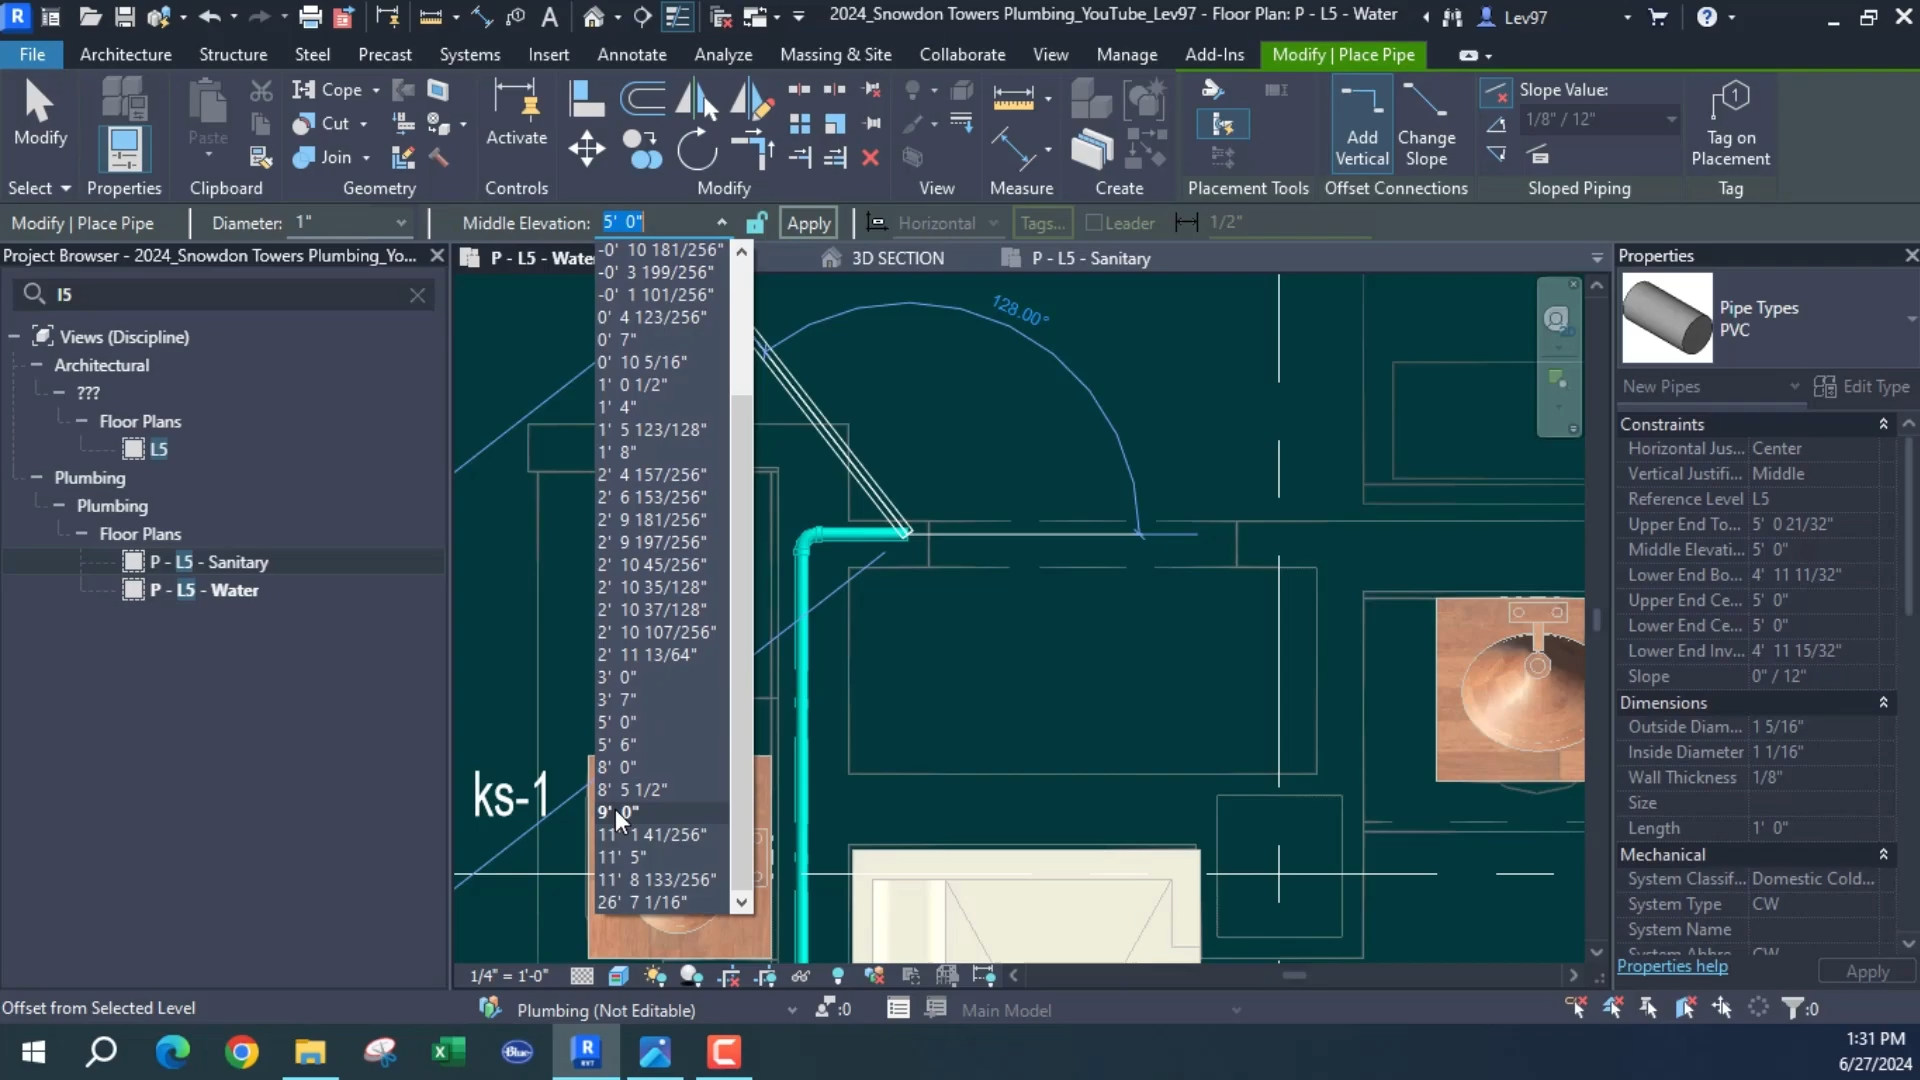 2024_Snowdon Towers Plumbing_YouTube_Lev97 - Floor Plan: P - L5 - Water
Lev97
File Architecture Structure Steel Precast Systems Insert Annotate Analyze Massing & Site Collaborate View Manage Add-Ins Modify | Place Pipe
Modify
Paste
Cope
Cut
Join
Activate
Add Vertical
Change Slope
Slope Value:
1/8" / 12"
Tag on Placement
Select Properties Clipboard Geometry Controls Modify View Measure Create Placement Tools Offset Connections Sloped Piping Tag
Modify | Place Pipe
Diameter: 1"
Middle Elevation: 5'  0"
Apply
Horizontal
Tags...
Leader
1/2"
Project Browser - 2024_Snowdon Towers Plumbing_Yo...
l5
Views (Discipline)
Architectural
???
Floor Plans
L5
Plumbing
Plumbing
Floor Plans
P - L5 - Sanitary
P - L5 - Water
P - L5 - Wate
3D SECTION
P - L5 - Sanitary
-0'  10 181/256"
-0'  3 199/256"
-0'  1 101/256"
0'  4 123/256"
0'  7"
0'  10 5/16"
1'  0 1/2"
1'  4"
1'  5 123/128"
1'  8"
2'  4 157/256"
2'  6 153/256"
2'  9 181/256"
2'  9 197/256"
2'  10 45/256"
2'  10 35/128"
2'  10 37/128"
2'  10 107/256"
2'  11 13/64"
3'  0"
3'  7"
5'  0"
5'  6"
8'  0"
8'  5 1/2"
9'  0"
11'  1 41/256"
11'  5"
11'  8 133/256"
26'  7 1/16"
128.00°
ks-1
Properties
Pipe Types
PVC
New Pipes
Edit Type
Constraints
Horizontal Jus... Center
Vertical Justifi... Middle
Reference Level L5
Upper End To... 5'  0 21/32"
Middle Elevati... 5'  0"
Lower End Bo... 4'  11 11/32"
Upper End Ce... 5'  0"
Lower End Ce... 5'  0"
Lower End Inv... 4'  11 15/32"
Slope 0" / 12"
Dimensions
Outside Diam... 1 5/16"
Inside Diameter 1 1/16"
Wall Thickness 1/8"
Size
Length 1'  0"
Mechanical
System Classif... Domestic Cold...
System Type CW
System Name
Properties help
Apply
1/4" = 1'-0"
Offset from Selected Level
Plumbing (Not Editable)
:0
Main Model
:0
Blue
1:31 PM
6/27/2024